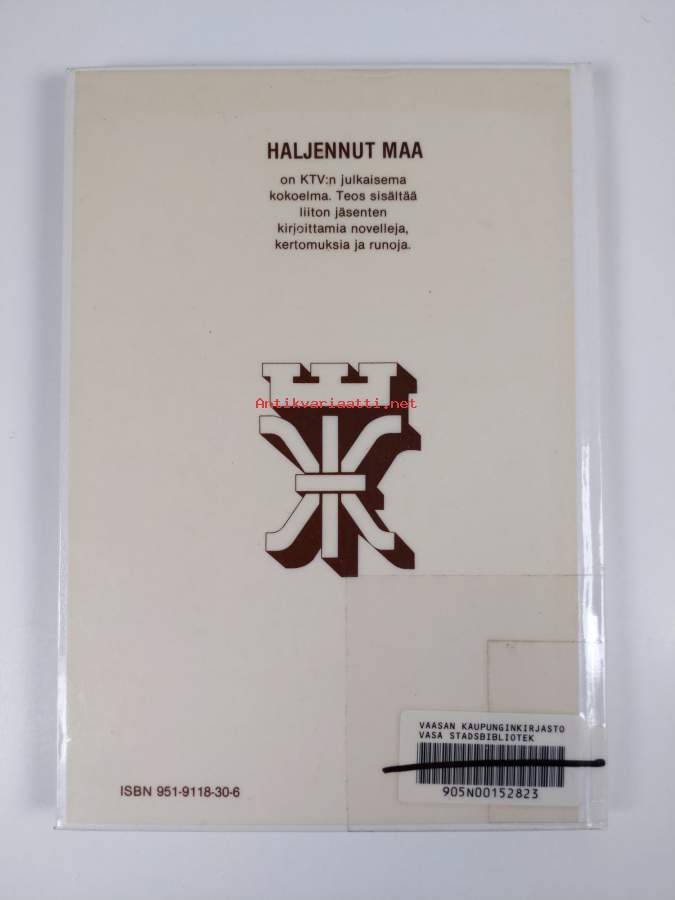 HALJENNUT MAA
on KTV:n julkaisema
kokoelma. Teos sisältää
liiton jäsenten
kirjoittamia novelleja,
kertomuksia ja runoja.
Antikvariaatti.net
VAASAN KAUPUNGINKIRJASTO
VASA STADSBIBLIOTEK
905N00152823
ISBN 951-9118-30-6